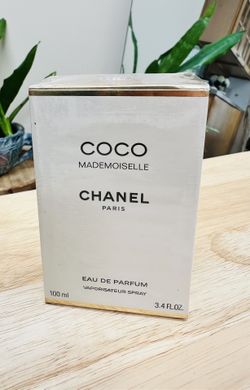 COCO
MADEMOISELLE
CHANEL
PARIS
EAU DE PARFUM
VAPORISATEUR SPRAY
100 ml 3.4 FL.OZ.